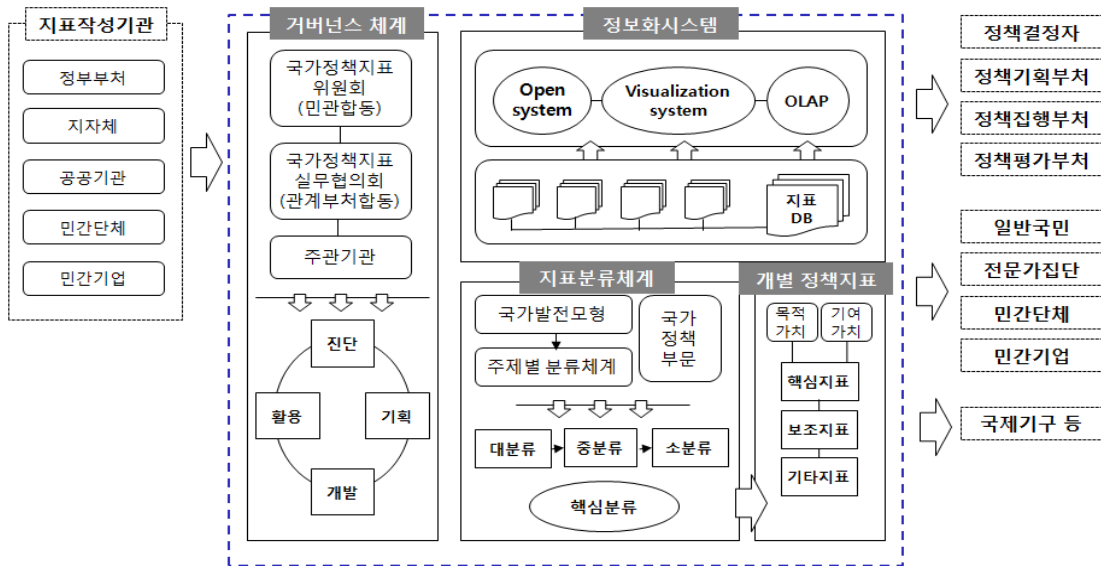 지표작성기관
정부부처
지자체
공공기관
민간단체
민간기업
거버넌스 체계
국가정책지표
위원회
(민관합동)
국가정책지표
실무협의회
(관계부처합동)
주관기관
진단
활용
기획
개발
정보화시스템
Open
system
Visualization
system
OLAP
지표
DB
지표분류체계
국가발전모형
주제별 분류체계
국가
정책
부문
대분류
중분류
소분류
핵심분류
개별 정책지표
목적
가치
기여
가치
핵심지표
보조지표
기타지표
정책결정자
정책기획부처
정책집행부처
정책평가부처
일반국민
전문가집단
민간단체
민간기업
국제기구 등